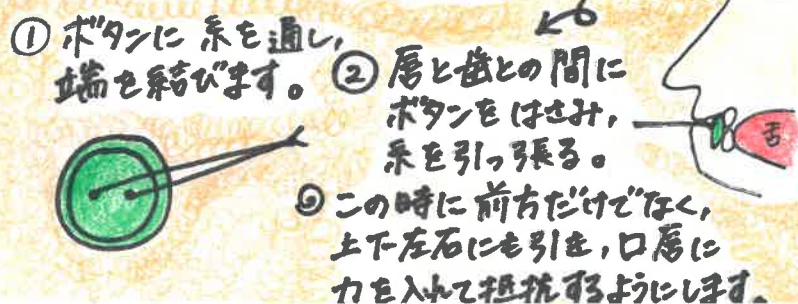 ① ボタンに 糸を通し,
端を結びます。
② 唇と歯との間に
ボタンをはさみ,
糸を引っ張る。
舌
③ この時に前方だけでなく,
上下左右にも引き,口唇に
力を入れて抵抗するようにします。